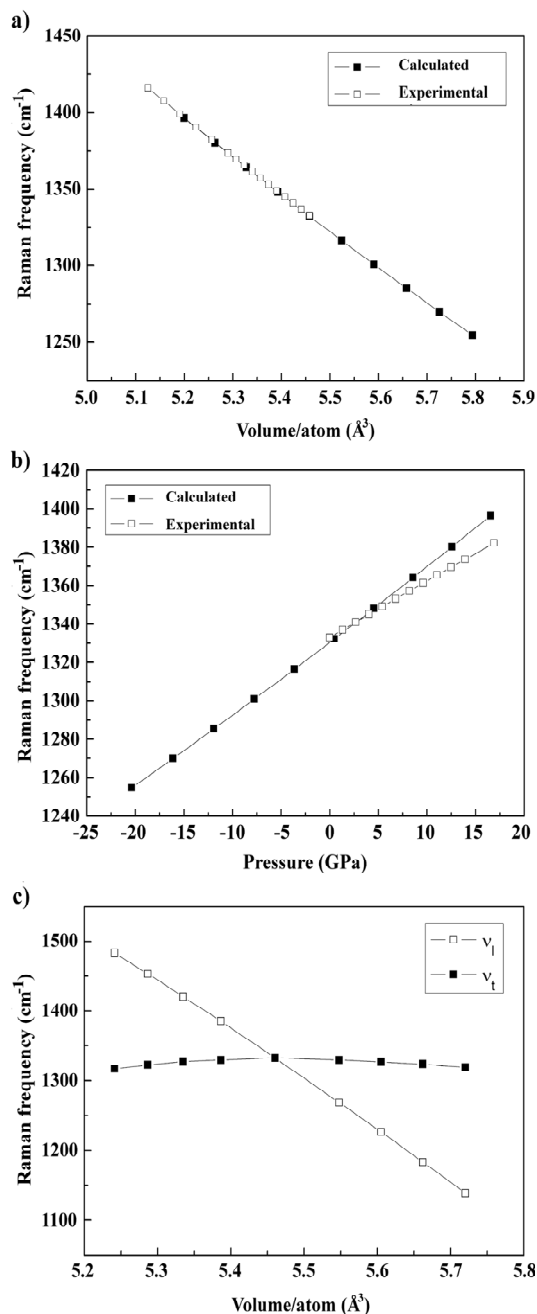 a)
1450
1400
1350
1300
1250
Raman frequency (cm-1)
Calculated
Experimental
5.0 5.1 5.2 5.3 5.4 5.5 5.6 5.7 5.8 5.9
Volume/atom (Å3)
b)
1420
1400
1380
1360
1340
1320
1300
1280
1260
1240
Raman frequency (cm-1)
Calculated
Experimental
-25 -20 -15 -10 -5 0 5 10 15 20
Pressure (GPa)
c)
1500
1400
1300
1200
1100
Raman frequency (cm-1)
νl
νt
5.2 5.3 5.4 5.5 5.6 5.7 5.8
Volume/atom (Å3)